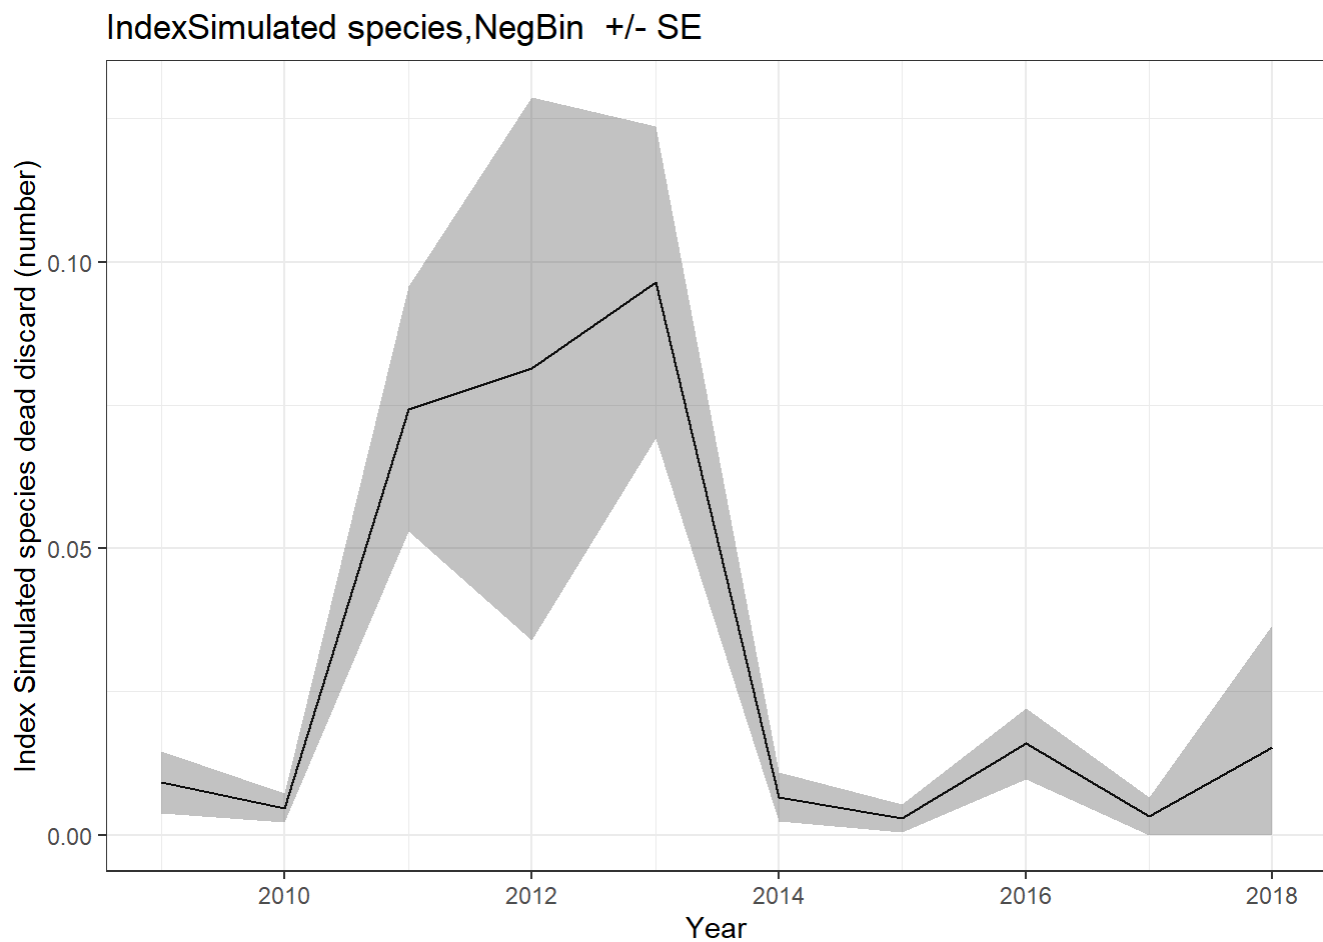 IndexSimulated species,NegBin  +/- SE
Index Simulated species dead discard (number)
0.10
0.05
0.00
2010
2012
2014
2016
2018
Year